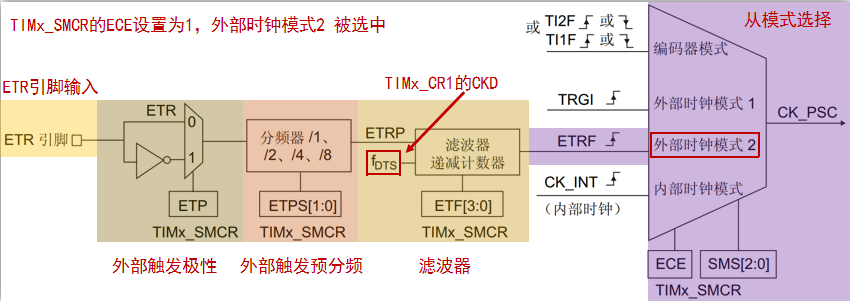 TIMx_SMCR的ECE设置为1，外部时钟模式2 被选中
从模式选择
或 TI2F 或
TI1F 或
编码器模式
ETR引脚输入
TIMx_CR1的CKD
TRGI
外部时钟模式 1
CK_PSC
ETR
0
1
ETR 引脚
分频器 /1、
/2、/4、/8
ETRP
fDTS
滤波器
递减计数器
ETRF
外部时钟模式 2
CK_INT
（内部时钟）
内部时钟模式
ETP
ETPS[1:0]
ETF[3:0]
TIMx_SMCR
TIMx_SMCR
TIMx_SMCR
外部触发极性
外部触发预分频
滤波器
ECE
SMS[2:0]
TIMx_SMCR